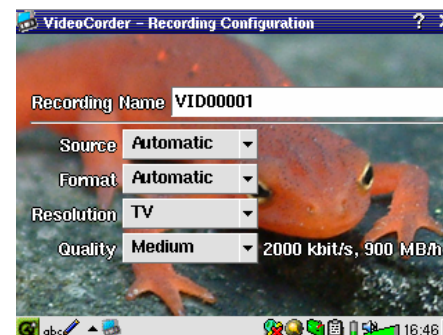 VideoCorder – Recording Configuration ?
Recording Name VID00001
Source Automatic
Format Automatic
Resolution TV
Quality Medium 2000 kbit/s, 900 MB/h
abc 16:46